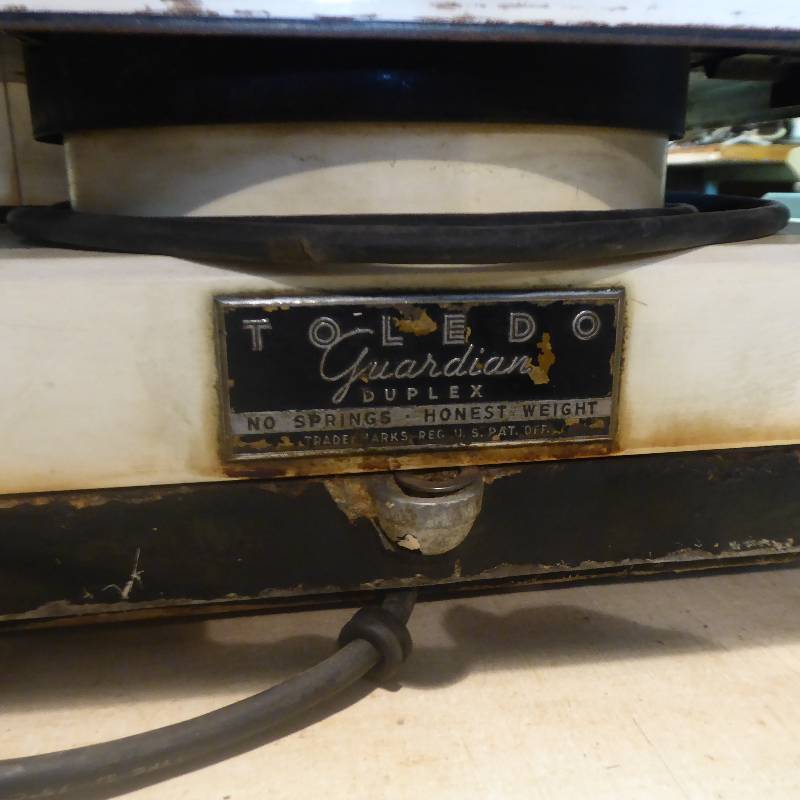 TOLEDO
Guardian
DUPLEX
NO SPRINGS · HONEST WEIGHT
TRADE MARKS REG. U.S. PAT. OFF.